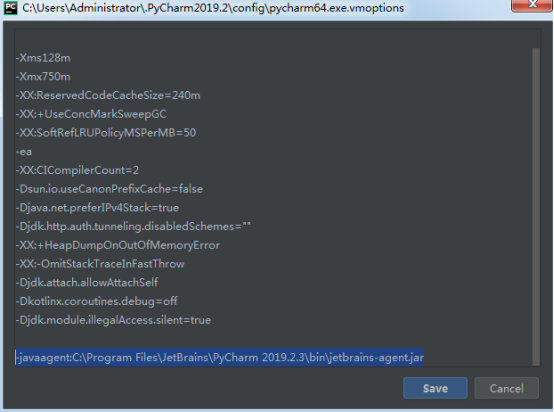 PC C:\Users\Administrator\.PyCharm2019.2\config\pycharm64.exe.vmoptions
-Xms128m
-Xmx750m
-XX:ReservedCodeCacheSize=240m
-XX:+UseConcMarkSweepGC
-XX:SoftRefLRUPolicyMSPerMB=50
-ea
-XX:CICompilerCount=2
-Dsun.io.useCanonPrefixCache=false
-Djava.net.preferIPv4Stack=true
-Djdk.http.auth.tunneling.disabledSchemes=""
-XX:+HeapDumpOnOutOfMemoryError
-XX:-OmitStackTraceInFastThrow
-Djdk.attach.allowAttachSelf
-Dkotlinx.coroutines.debug=off
-Djdk.module.illegalAccess.silent=true
-javaagent:C:\Program Files\JetBrains\PyCharm 2019.2.3\bin\jetbrains-agent.jar
Save Cancel